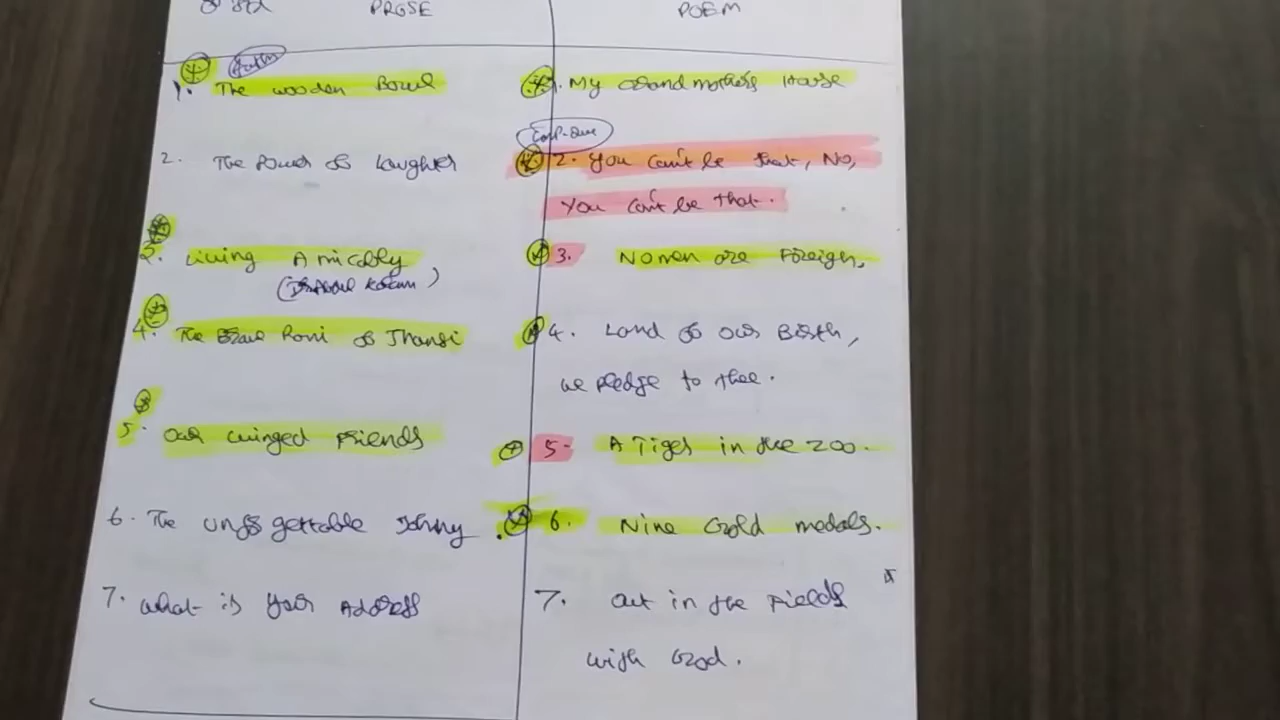 PROSE
POEM
1. The wooden Bowl
1. My Grand mother's House
2. The Power of Laughter
2. You can't be that, No,
You can't be that.
3. Living Amicably
3. No men are Foreign,
4. The Brave Rani of Jhansi
4. Land of our Birth,
we pledge to thee.
5. Our winged Friends
5. A Tiger in the zoo.
6. The unforgettable Johny
6. Nine Gold medals.
7. What is your Address
7. Out in the Fields
with God.